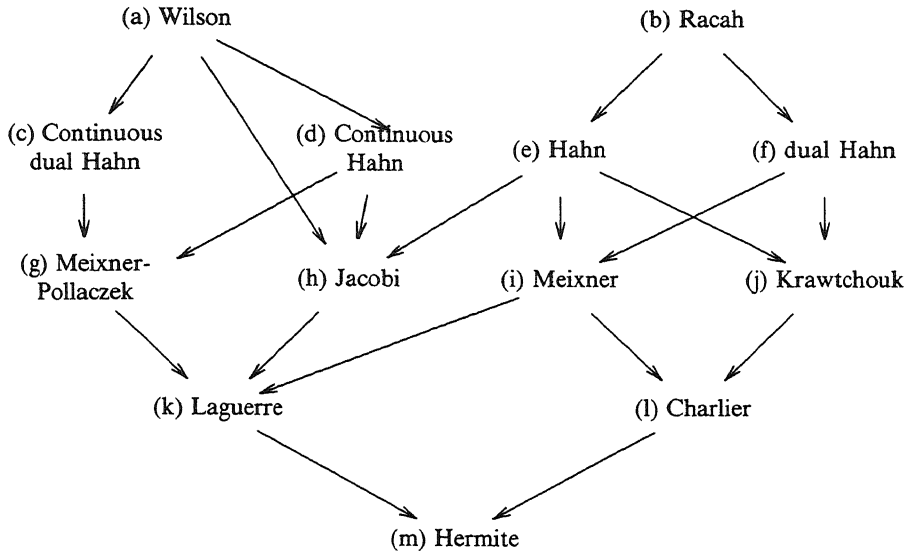 (a) Wilson
(b) Racah
(c) Continuous
dual Hahn
(d) Continuous
Hahn
(e) Hahn
(f) dual Hahn
(g) Meixner-
Pollaczek
(h) Jacobi
(i) Meixner
(j) Krawtchouk
(k) Laguerre
(l) Charlier
(m) Hermite